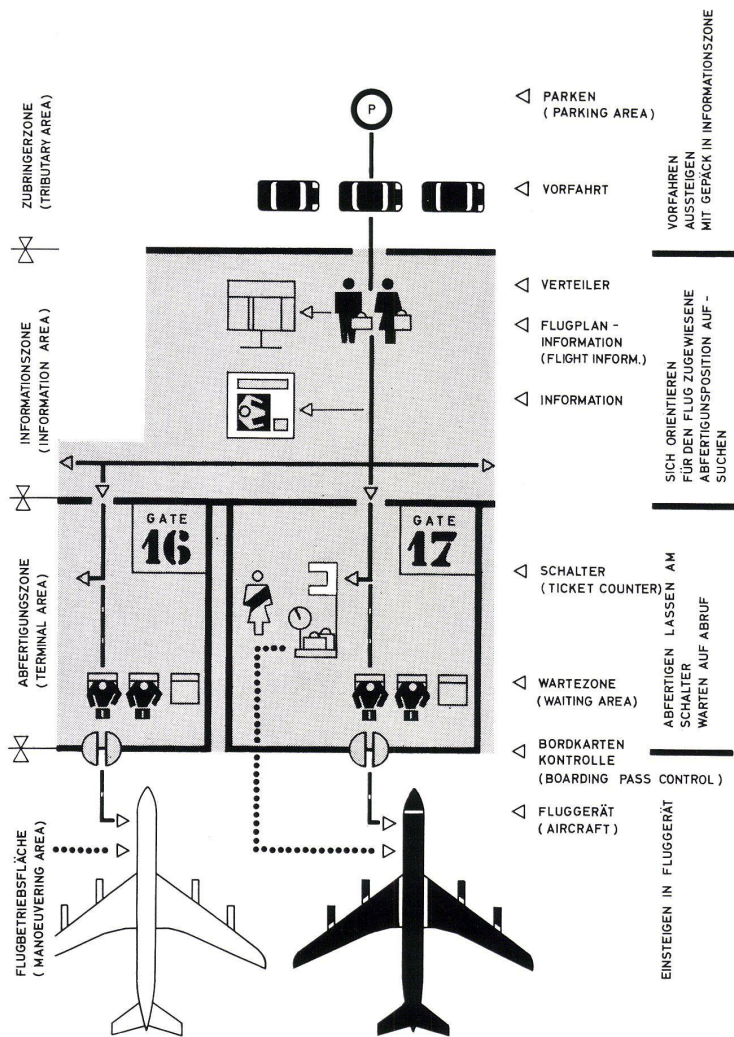 ZUBRINGERZONE
(TRIBUTARY AREA)
INFORMATIONSZONE
(INFORMATION AREA)
ABFERTIGUNGSZONE
(TERMINAL AREA)
FLUGBETRIEBSFLÄCHE
(MANOEUVERING AREA)
P
GATE
16
GATE
17
PARKEN
(PARKING AREA)
VORFAHRT
VERTEILER
FLUGPLAN-
INFORMATION
(FLIGHT INFORM.)
INFORMATION
SCHALTER
(TICKET COUNTER)
WARTEZONE
(WAITING AREA)
BORDKARTEN
KONTROLLE
(BOARDING PASS CONTROL)
FLUGGERÄT
(AIRCRAFT)
VORFAHREN
AUSSTEIGEN
MIT GEPÄCK IN INFORMATIONSZONE
SICH ORIENTIEREN
FÜR DEN FLUG ZUGEWIESENE
ABFERTIGUNSPOSITION AUF-
SUCHEN
ABFERTIGEN LASSEN AM
SCHALTER
WARTEN AUF ABRUF
EINSTEIGEN IN FLUGGERÄT